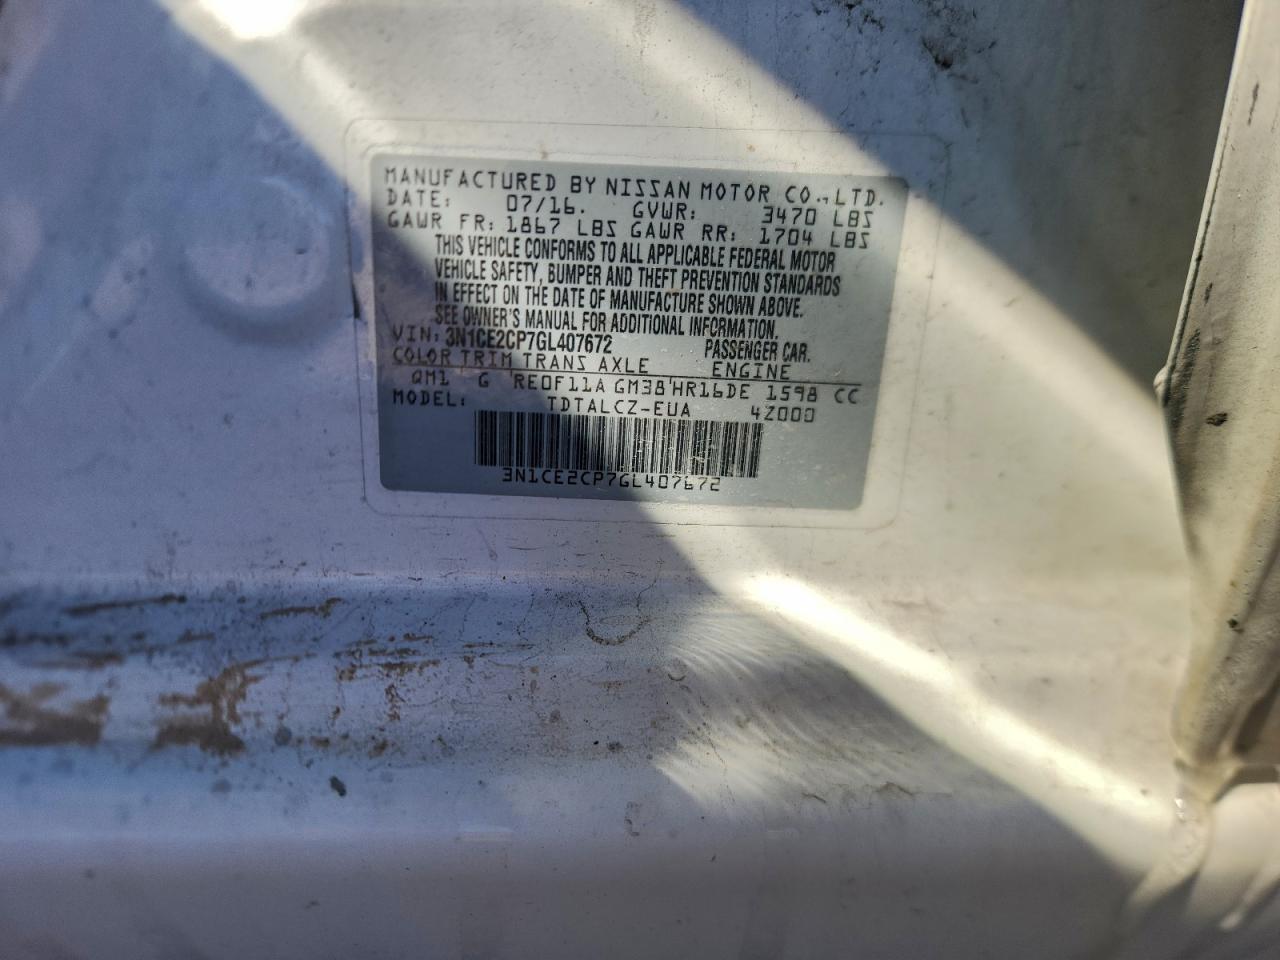 MANUFACTURED BY NISSAN MOTOR CO., LTD.
DATE: 07/16. GVWR: 3470 LBS
GAWR FR: 1867 LBS GAWR RR: 1704 LBS
THIS VEHICLE CONFORMS TO ALL APPLICABLE FEDERAL MOTOR
VEHICLE SAFETY, BUMPER AND THEFT PREVENTION STANDARDS
IN EFFECT ON THE DATE OF MANUFACTURE SHOWN ABOVE.
SEE OWNER'S MANUAL FOR ADDITIONAL INFORMATION.
VIN: 3N1CE2CP7GL407672 PASSENGER CAR.
COLOR TRIM TRANS AXLE ENGINE
QM1 G RE0F11A GM38 HR16DE 1598 CC
MODEL: TDTALCZ-EUA 4Z000
3N1CE2CP7GL407672